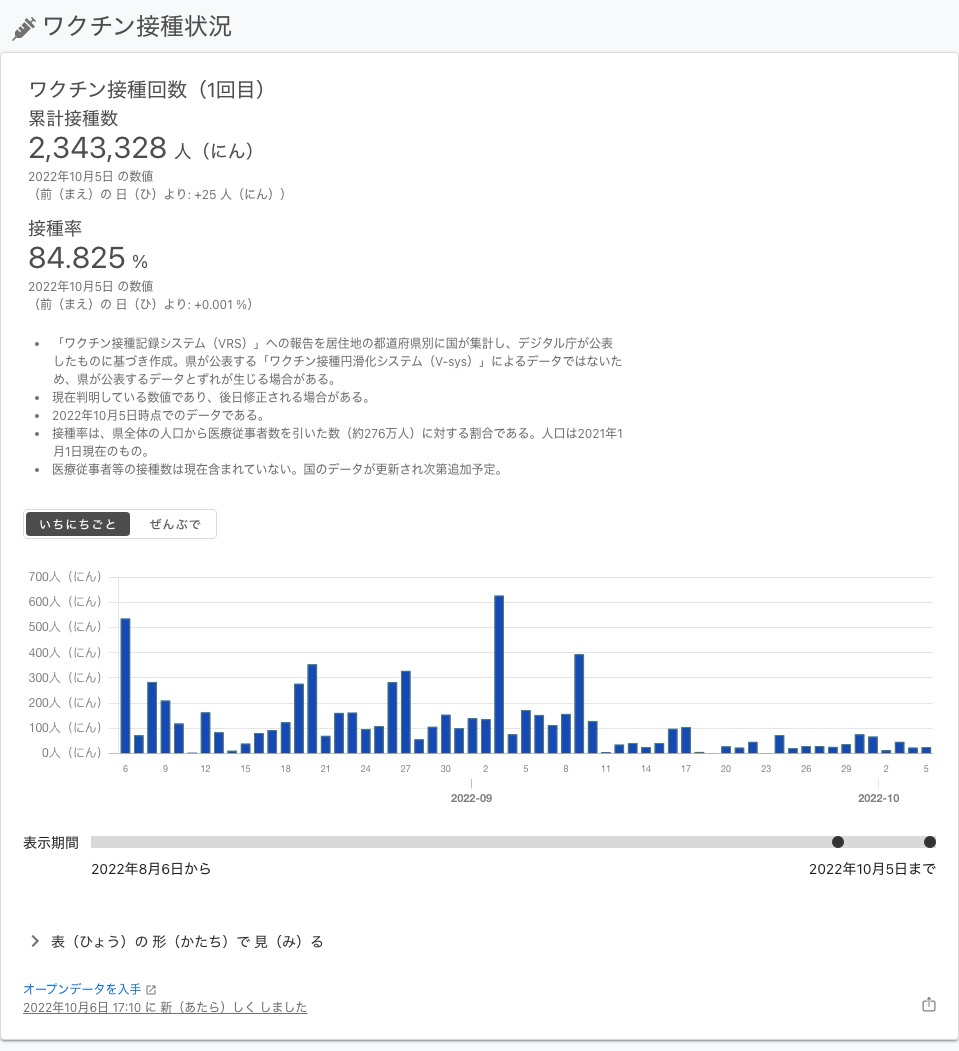 ワクチン接種状況
ワクチン接種回数（1回目）
累計接種数
2,343,328 人（にん）
2022年10月5日 の数値
（前（まえ）の 日（ひ）より: +25 人（にん））
接種率
84.825 %
2022年10月5日 の数値
（前（まえ）の 日（ひ）より: +0.001 %）
• 「ワクチン接種記録システム（VRS）」への報告を居住地の都道府県別に国が集計し、デジタル庁が公表
したものに基づき作成。県が公表する「ワクチン接種円滑化システム（V-sys）」によるデータではないた
め、県が公表するデータとずれが生じる場合がある。
• 現在判明している数値であり、後日修正される場合がある。
• 2022年10月5日時点でのデータである。
• 接種率は、県全体の人口から医療従事者数を引いた数（約276万人）に対する割合である。人口は2021年1
月1日現在のもの。
• 医療従事者等の接種数は現在含まれていない。国のデータが更新され次第追加予定。
いちにちごと ぜんぶで
700人（にん）
600人（にん）
500人（にん）
400人（にん）
300人（にん）
200人（にん）
100人（にん）
0人（にん）
6 9 12 15 18 21 24 27 30 2 5 8 11 14 17 20 23 26 29 2 5
2022-09 2022-10
表示期間
2022年8月6日から 2022年10月5日まで
表（ひょう）の 形（かたち）で 見（み）る
オープンデータを入手
2022年10月6日 17:10 に 新（あたら）しく しました